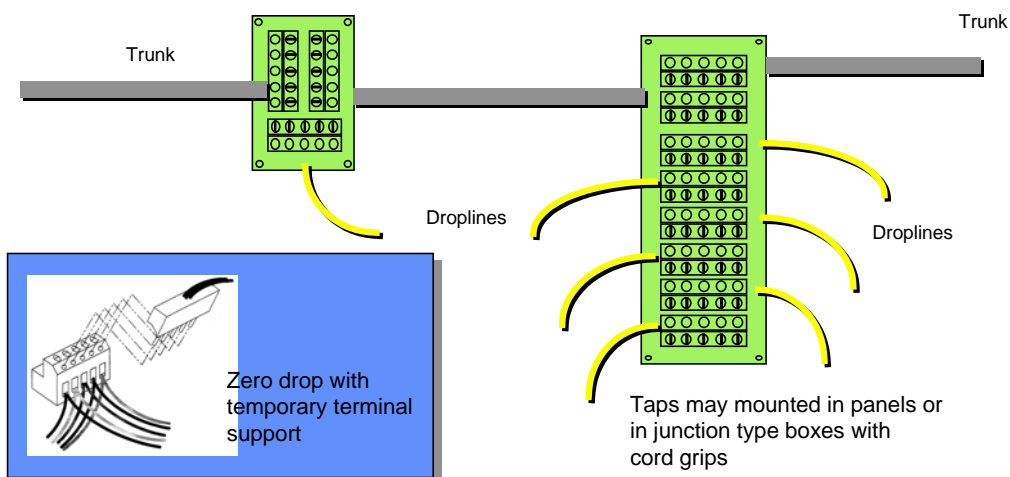 Trunk
Trunk
Droplines
Droplines
Zero drop with
temporary terminal
support
Taps may mounted in panels or
in junction type boxes with
cord grips